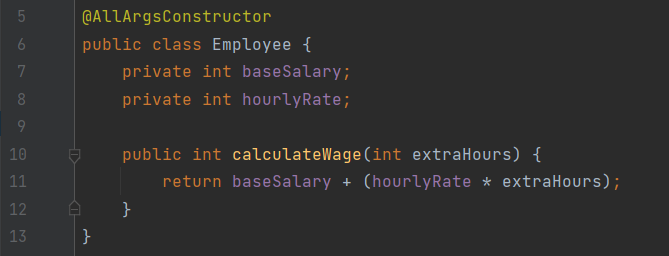 5 @AllArgsConstructor
6 public class Employee {
7     private int baseSalary;
8     private int hourlyRate;
9
10     public int calculateWage(int extraHours) {
11         return baseSalary + (hourlyRate * extraHours);
12     }
13 }